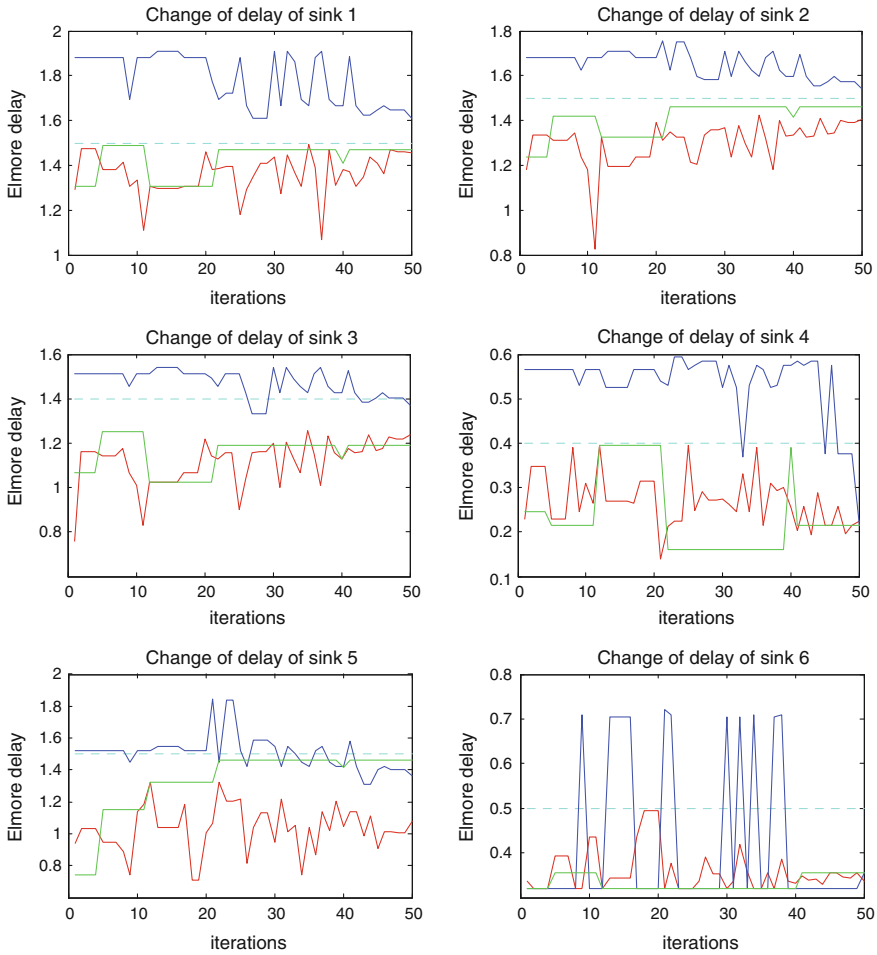 Change of delay of sink 1
2
1.8
1.6
1.4
1.2
1
Elmore delay
0 10 20 30 40 50
iterations
Change of delay of sink 2
1.8
1.6
1.4
1.2
1
0.8
Elmore delay
0 10 20 30 40 50
iterations
Change of delay of sink 3
1.6
1.4
1.2
1
0.8
Elmore delay
0 10 20 30 40 50
iterations
Change of delay of sink 4
0.6
0.5
0.4
0.3
0.2
0.1
Elmore delay
0 10 20 30 40 50
iterations
Change of delay of sink 5
2
1.8
1.6
1.4
1.2
1
0.8
Elmore delay
0 10 20 30 40 50
iterations
Change of delay of sink 6
0.8
0.7
0.6
0.5
0.4
Elmore delay
0 10 20 30 40 50
iterations